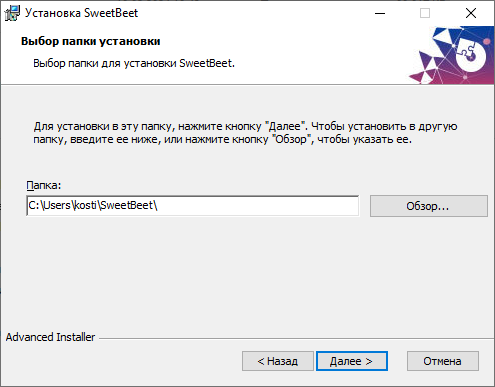 Установка SweetBeet
Выбор папки установки
Выбор папки для установки SweetBeet.
Для установки в эту папку, нажмите кнопку "Далее". Чтобы установить в другую
папку, введите ее ниже, или нажмите кнопку "Обзор", чтобы указать ее.
Папка:
C:\Users\kosti\SweetBeet\
Обзор...
Advanced Installer
< Назад
Далее >
Отмена